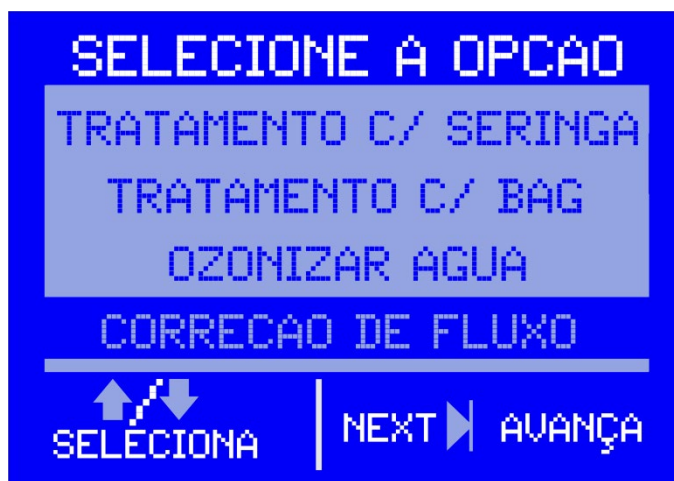 SELECIONE A OPCAO
TRATAMENTO C/ SERINGA
TRATAMENTO C/ BAG
OZONIZAR AGUA
CORRECAO DE FLUXO
/
SELECIONA
NEXT AVANÇA